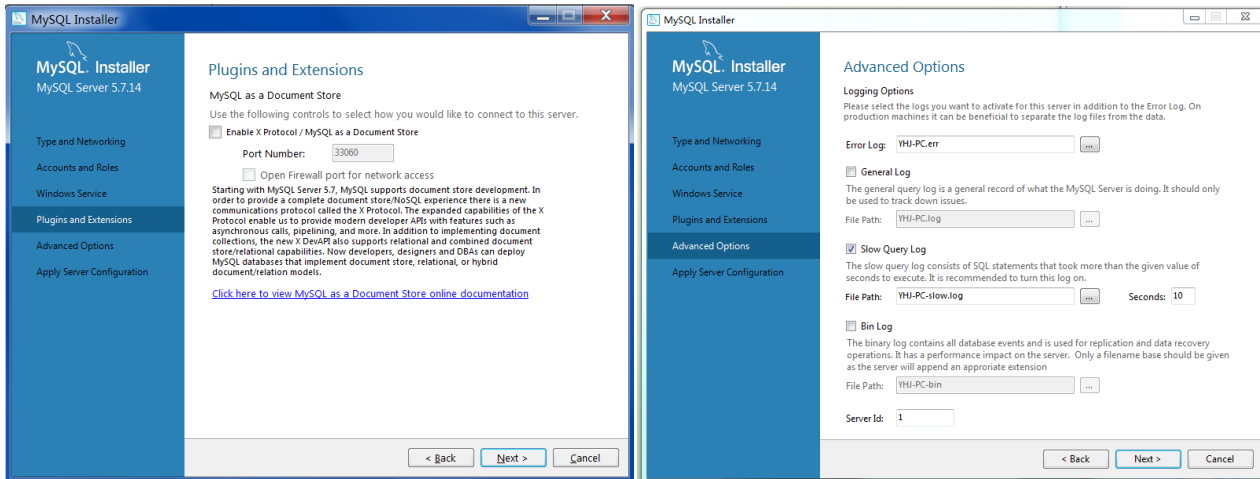 MySQL Installer
MySQL. Installer
MySQL Server 5.7.14
Type and Networking
Accounts and Roles
Windows Service
Plugins and Extensions
Advanced Options
Apply Server Configuration
Plugins and Extensions
MySQL as a Document Store
Use the following controls to select how you would like to connect to this server.
Enable X Protocol / MySQL as a Document Store
Port Number: 33060
Open Firewall port for network access
Starting with MySQL Server 5.7, MySQL supports document store development. In
order to provide a complete document store/NoSQL experience there is a new
communications protocol called the X Protocol. The expanded capabilities of the X
Protocol enable us to provide modern developer APIs with features such as
asynchronous calls, pipelining, and more. In addition to implementing document
collections, the new X DevAPI also supports relational and combined document
store/relational capabilities. Now developers, designers and DBAs can deploy
MySQL databases that implement document store, relational, or hybrid
document/relation models.
Click here to view MySQL as a Document Store online documentation
< Back Next > Cancel
MySQL Installer
MySQL. Installer
MySQL Server 5.7.14
Type and Networking
Accounts and Roles
Windows Service
Plugins and Extensions
Advanced Options
Apply Server Configuration
Advanced Options
Logging Options
Please select the logs you want to activate for this server in addition to the Error Log. On
production machines it can be beneficial to separate the log files from the data.
Error Log: YHJ-PC.err ...
General Log
The general query log is a general record of what the MySQL Server is doing. It should only
be used to track down issues.
File Path: YHJ-PC.log ...
Slow Query Log
The slow query log consists of SQL statements that took more than the given value of
seconds to execute. It is recommended to turn this log on.
File Path: YHJ-PC-slow.log ... Seconds: 10
Bin Log
The binary log contains all database events and is used for replication and data recovery
operations. It has a performance impact on the server. Only a filename base should be given
as the server will append an approriate extension
File Path: YHJ-PC-bin ...
Server Id: 1
< Back Next > Cancel